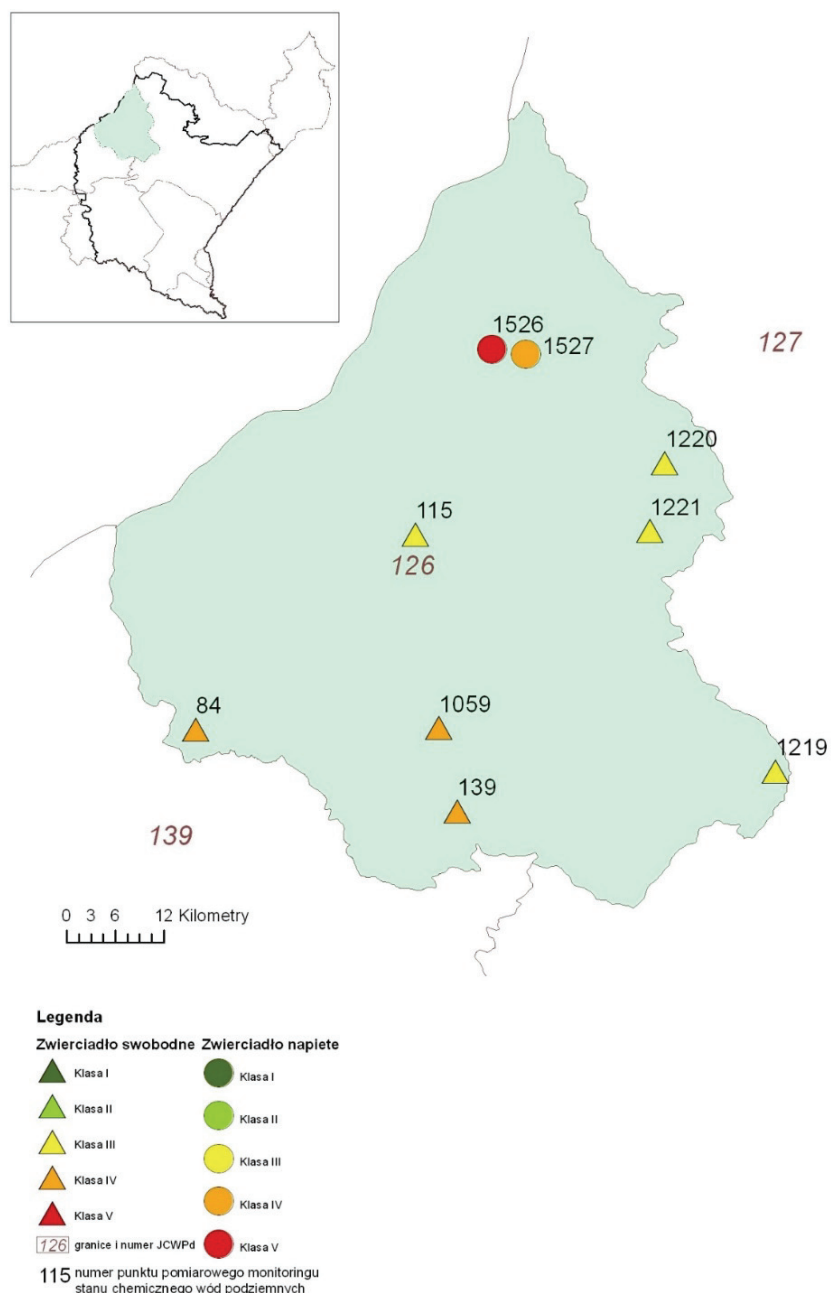 1526
1527
127
1220
115
1221
126
84
1059
1219
139
139
0 3 6 12 Kilometry
Legenda
Zwierciadło swobodne Zwierciadło napiete
Klasa I Klasa I
Klasa II Klasa II
Klasa III Klasa III
Klasa IV Klasa IV
Klasa V Klasa V
126 granice i numer JCWPd
115 numer punktu pomiarowego monitoringu
stanu chemicznego wód podziemnych